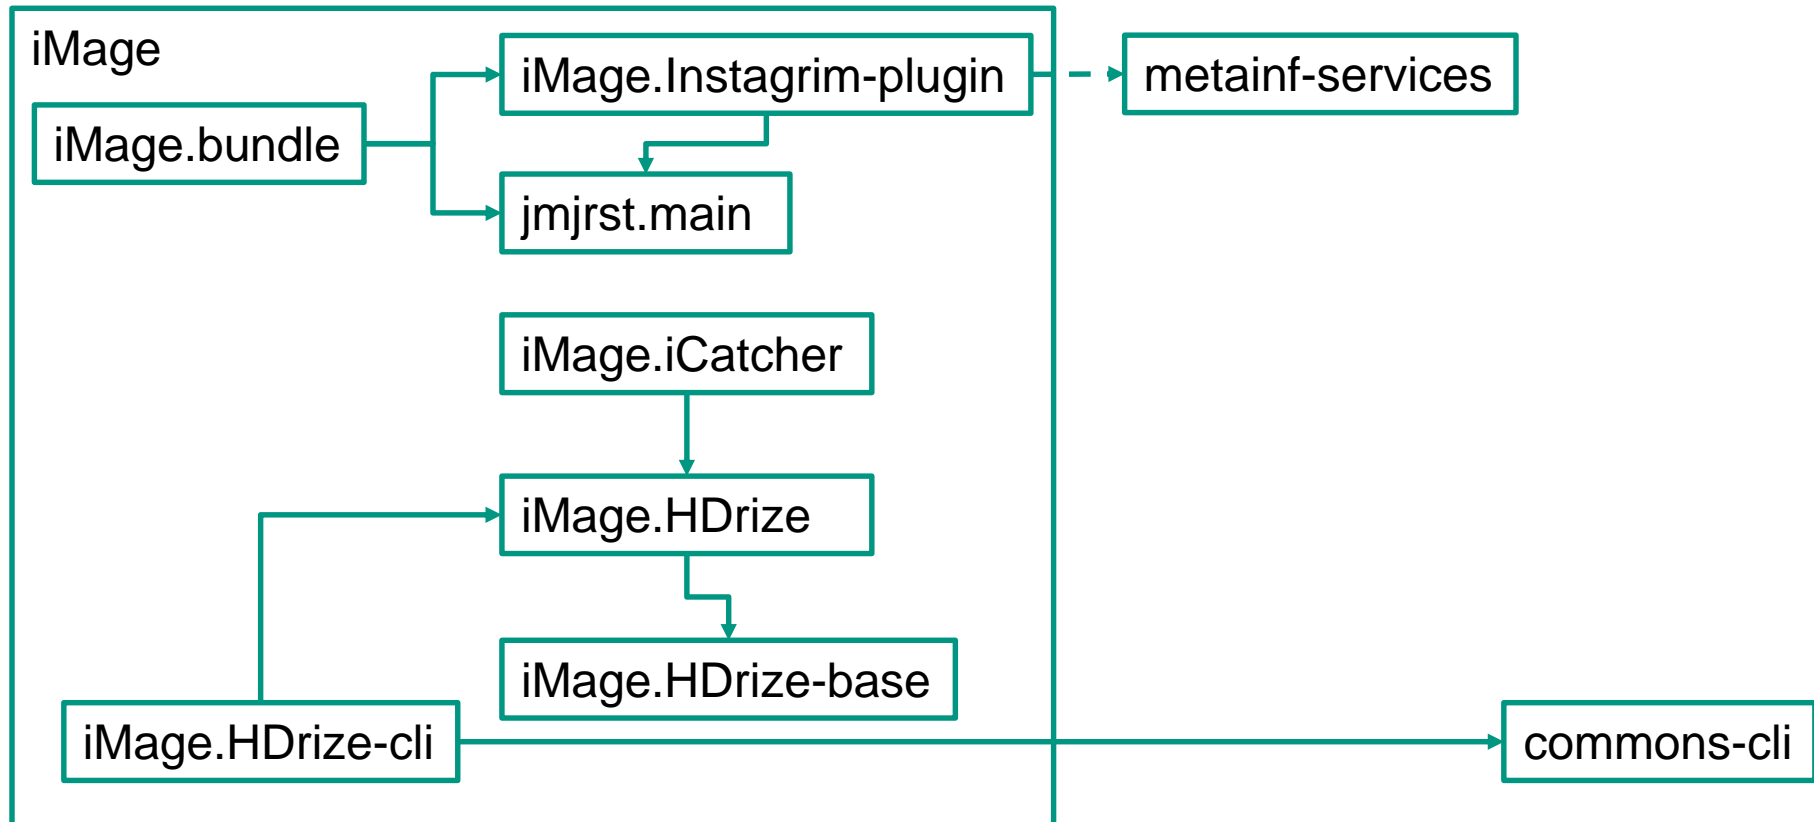 iMage
iMage.Instagrim-plugin
metainf-services
iMage.bundle
jmjrst.main
iMage.iCatcher
iMage.HDrize
iMage.HDrize-base
iMage.HDrize-cli
commons-cli